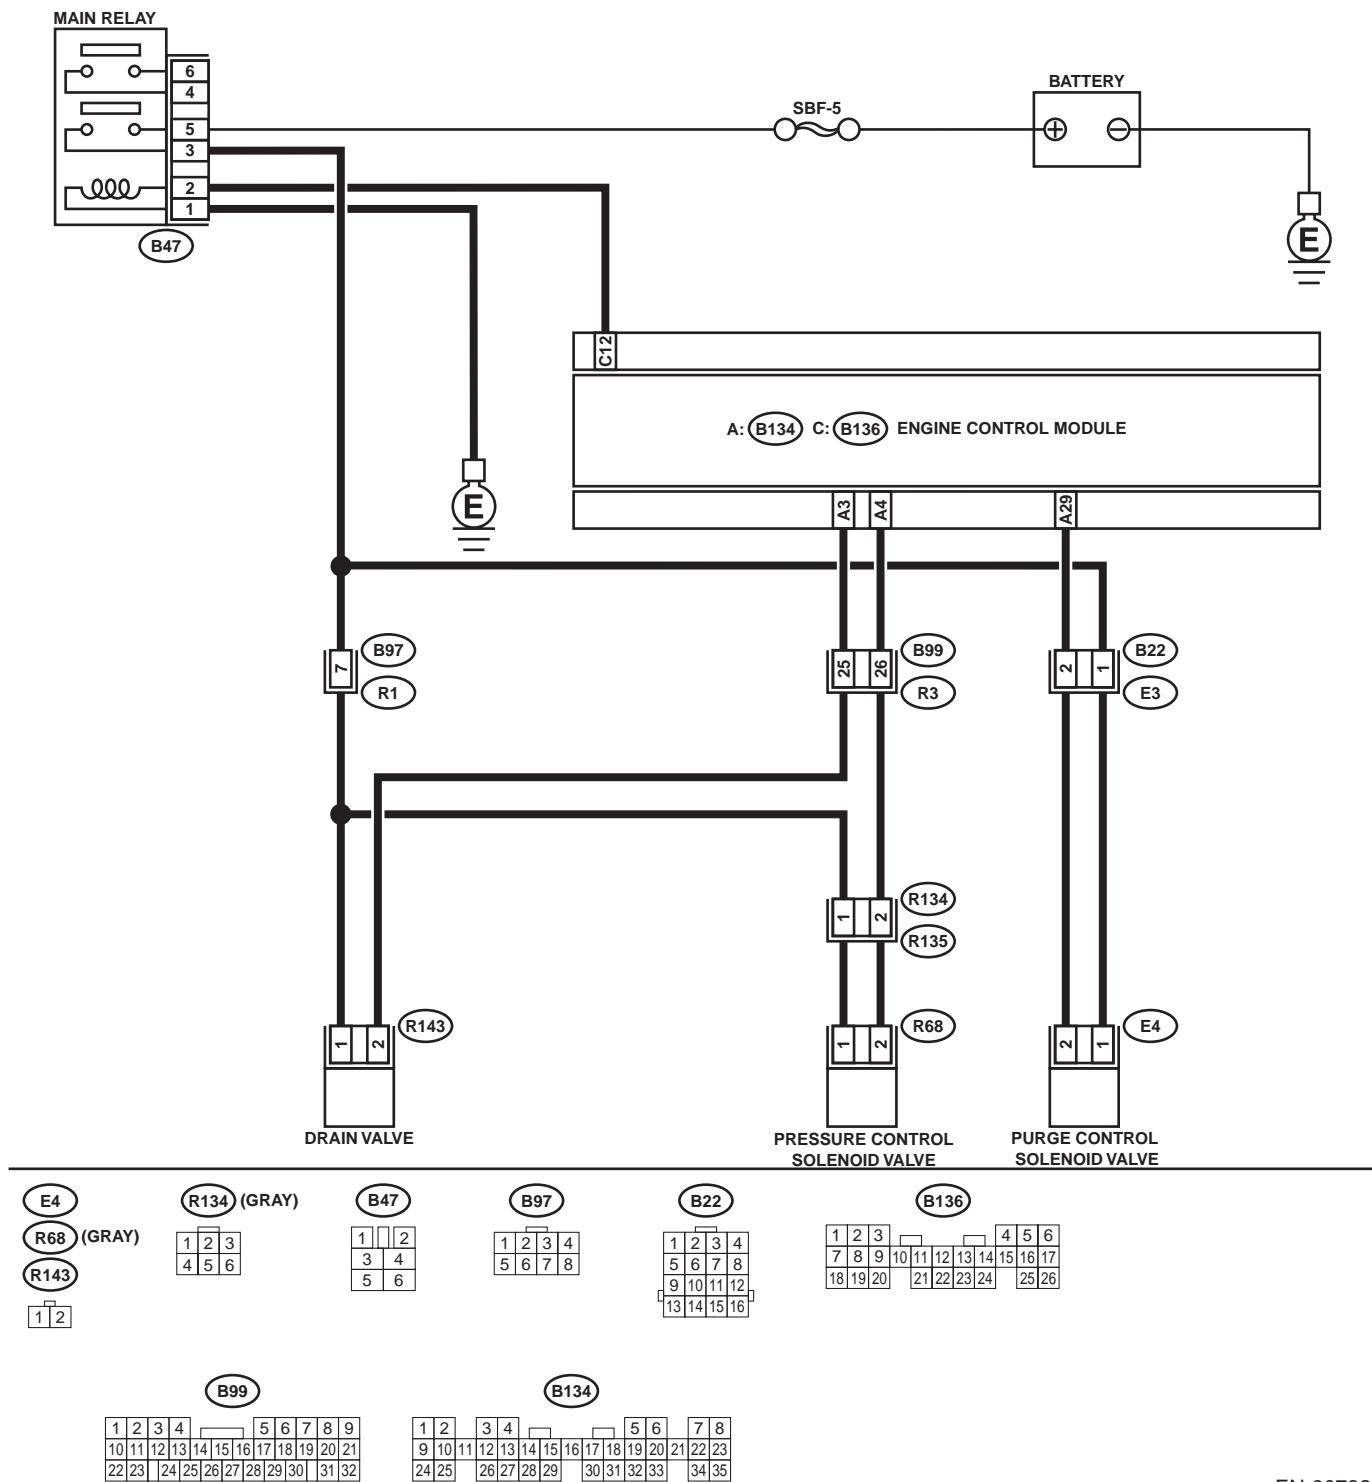 MAIN RELAY
6
4
5
3
2
1
B47
SBF-5
BATTERY
E
C12
A: B134 C: B136 ENGINE CONTROL MODULE
A3 A4 A29
E
7
B97
R1
25 26
B99
R3
2 1
B22
E3
1 2
R134
R135
1 2
R143
1 2
R68
2 1
E4
DRAIN VALVE
PRESSURE CONTROL
SOLENOID VALVE
PURGE CONTROL
SOLENOID VALVE
E4
R68 (GRAY)
R143
1 2
R134 (GRAY)
1 2 3
4 5 6
B47
1 2
3 4
5 6
B97
1 2 3 4
5 6 7 8
B22
1 2 3 4
5 6 7 8
9 10 11 12
13 14 15 16
B136
1 2 3 4 5 6
7 8 9 10 11 12 13 14 15 16 17
18 19 20 21 22 23 24 25 26
B99
1 2 3 4 5 6 7 8 9
10 11 12 13 14 15 16 17 18 19 20 21
22 23 24 25 26 27 28 29 30 31 32
B134
1 2 3 4 5 6 7 8
9 10 11 12 13 14 15 16 17 18 19 20 21 22 23
24 25 26 27 28 29 30 31 32 33 34 35